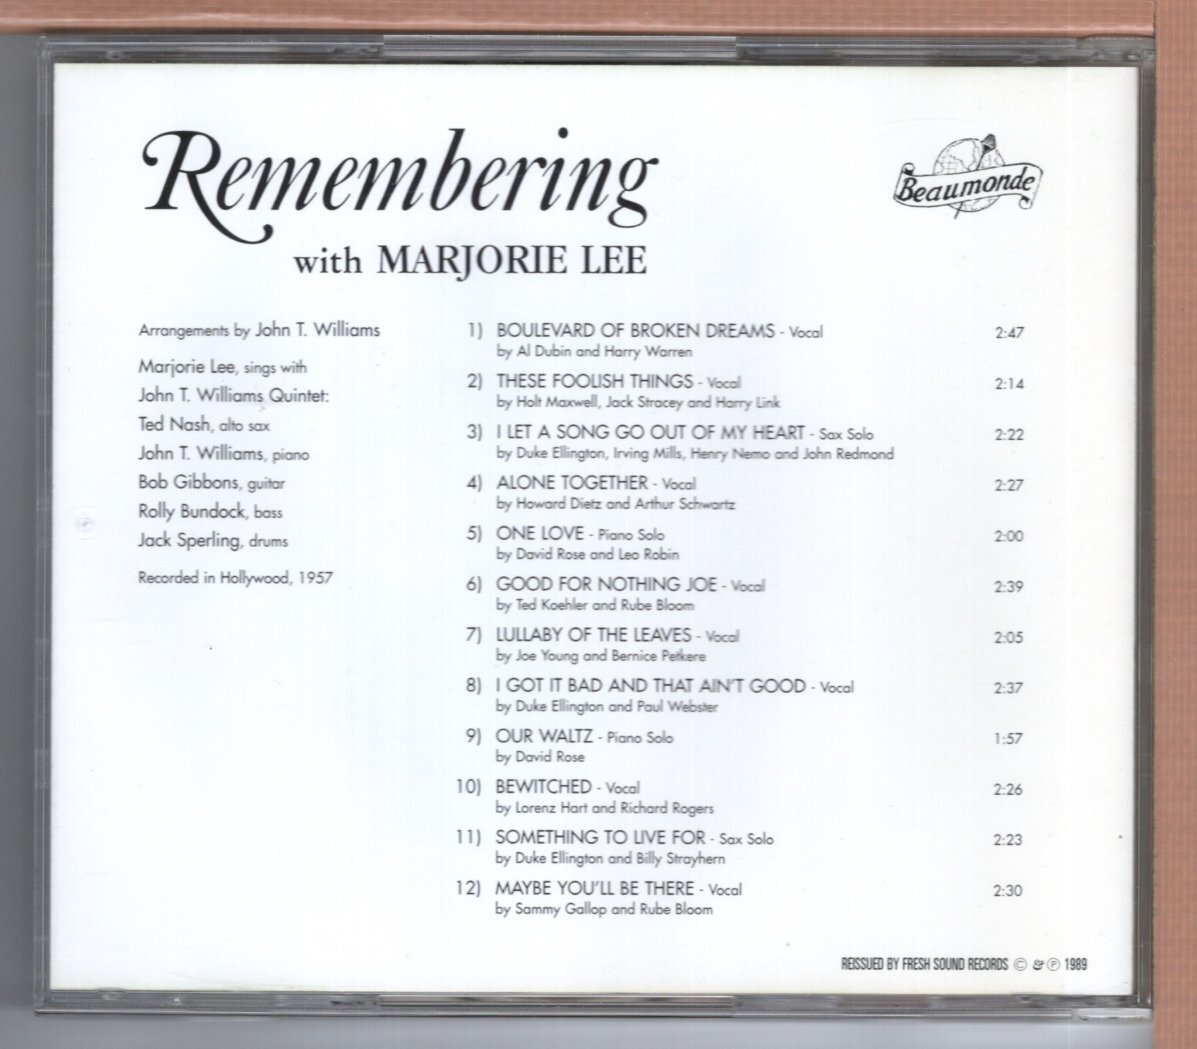 Remembering
with MARJORIE LEE
Beaumonde
Arrangements by John T. Williams
Marjorie Lee, sings with
John T. Williams Quintet:
Ted Nash, alto sax
John T. Williams, piano
Bob Gibbons, guitar
Rolly Bundock, bass
Jack Sperling, drums
Recorded in Hollywood, 1957
1) BOULEVARD OF BROKEN DREAMS - Vocal 2:47
by Al Dubin and Harry Warren
2) THESE FOOLISH THINGS - Vocal 2:14
by Holt Maxwell, Jack Stracey and Harry Link
3) I LET A SONG GO OUT OF MY HEART - Sax Solo 2:22
by Duke Ellington, Irving Mills, Henry Nemo and John Redmond
4) ALONE TOGETHER - Vocal 2:27
by Howard Dietz and Arthur Schwartz
5) ONE LOVE - Piano Solo 2:00
by David Rose and Leo Robin
6) GOOD FOR NOTHING JOE - Vocal 2:39
by Ted Koehler and Rube Bloom
7) LULLABY OF THE LEAVES - Vocal 2:05
by Joe Young and Bernice Petkere
8) I GOT IT BAD AND THAT AIN'T GOOD - Vocal 2:37
by Duke Ellington and Paul Webster
9) OUR WALTZ - Piano Solo 1:57
by David Rose
10) BEWITCHED - Vocal 2:26
by Lorenz Hart and Richard Rogers
11) SOMETHING TO LIVE FOR - Sax Solo 2:23
by Duke Ellington and Billy Strayhern
12) MAYBE YOU'LL BE THERE - Vocal 2:30
by Sammy Gallop and Rube Bloom
REISSUED BY FRESH SOUND RECORDS © & ℗ 1989